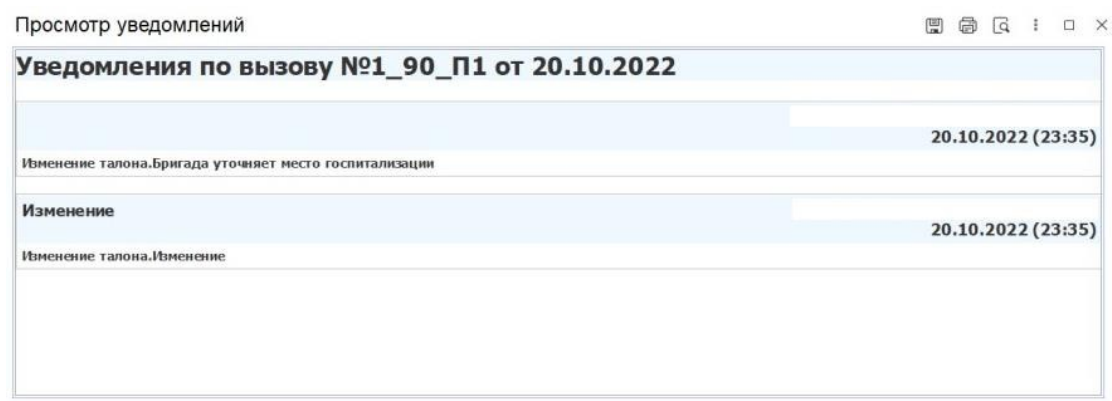 Просмотр уведомлений
Уведомления по вызову №1_90_П1 от 20.10.2022
20.10.2022 (23:35)
Изменение талона.Бригада уточняет место госпитализации
Изменение
20.10.2022 (23:35)
Изменение талона.Изменение